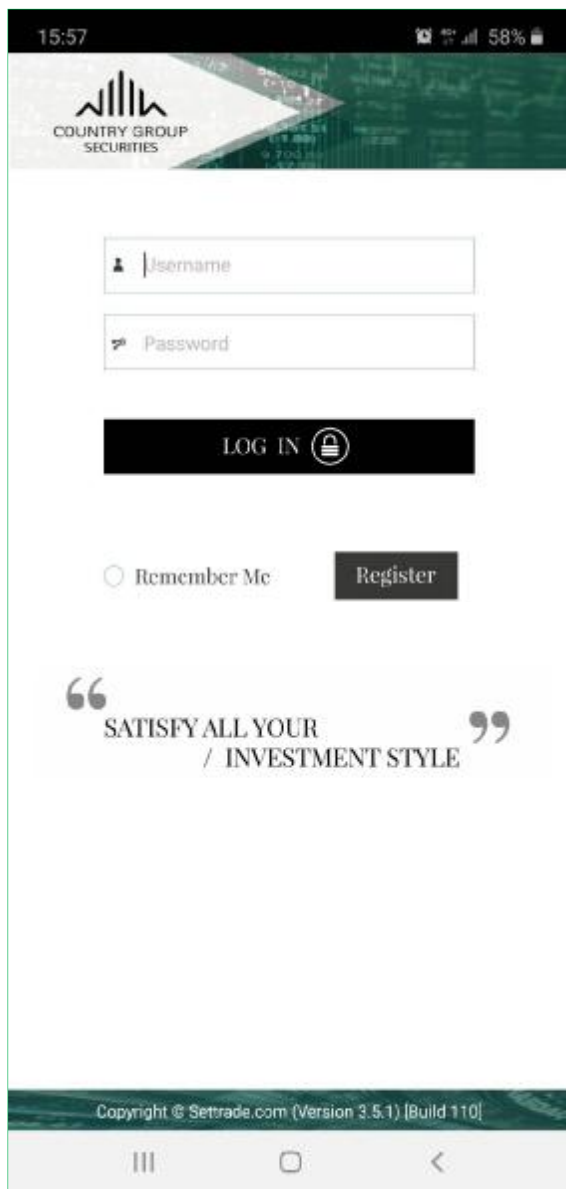 15:57
58%
COUNTRY GROUP
SECURITIES
Username
Password
LOG IN
Remember Me
Register
“
SATISFY ALL YOUR
/ INVESTMENT STYLE
”
Copyright © Settrade.com (Version 3.5.1) [Build 110]